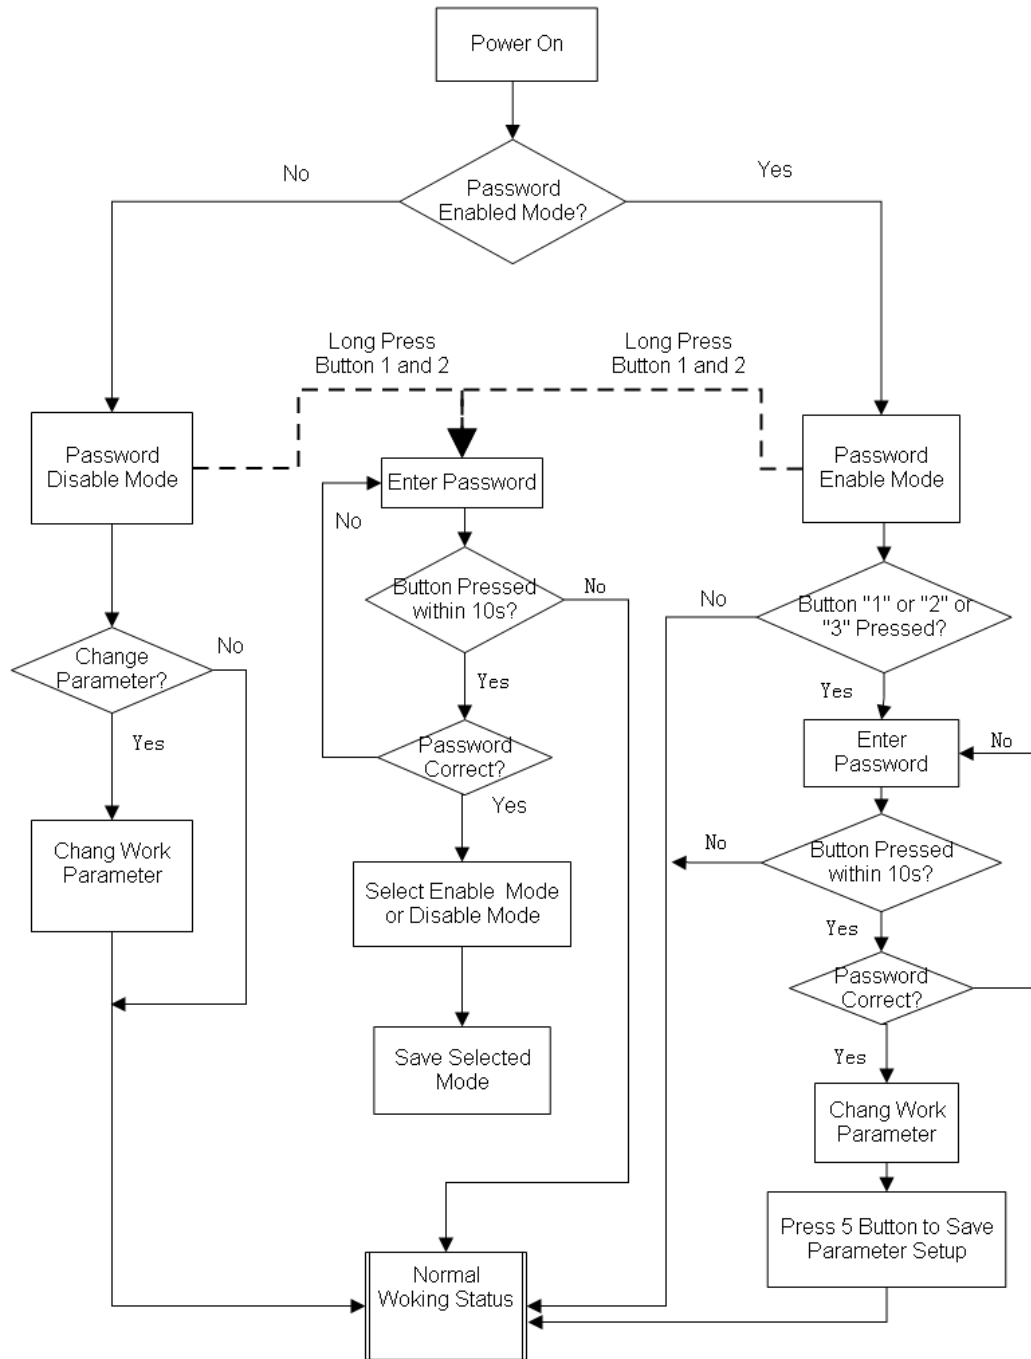 Power On
No
Yes
Password
Enabled Mode?
Long Press
Button 1 and 2
Long Press
Button 1 and 2
Password
Disable Mode
Enter Password
Password
Enable Mode
No
Button Pressed
within 10s?
No
No
Button "1" or "2" or
"3" Pressed?
Change
Parameter?
No
Yes
Yes
Yes
Password
Correct?
Enter
Password
No
Yes
Chang Work
Parameter
No
Button Pressed
within 10s?
Select Enable Mode
or Disable Mode
Yes
Password
Correct?
Save Selected
Mode
Yes
Chang Work
Parameter
Press 5 Button to Save
Parameter Setup
Normal
Woking Status